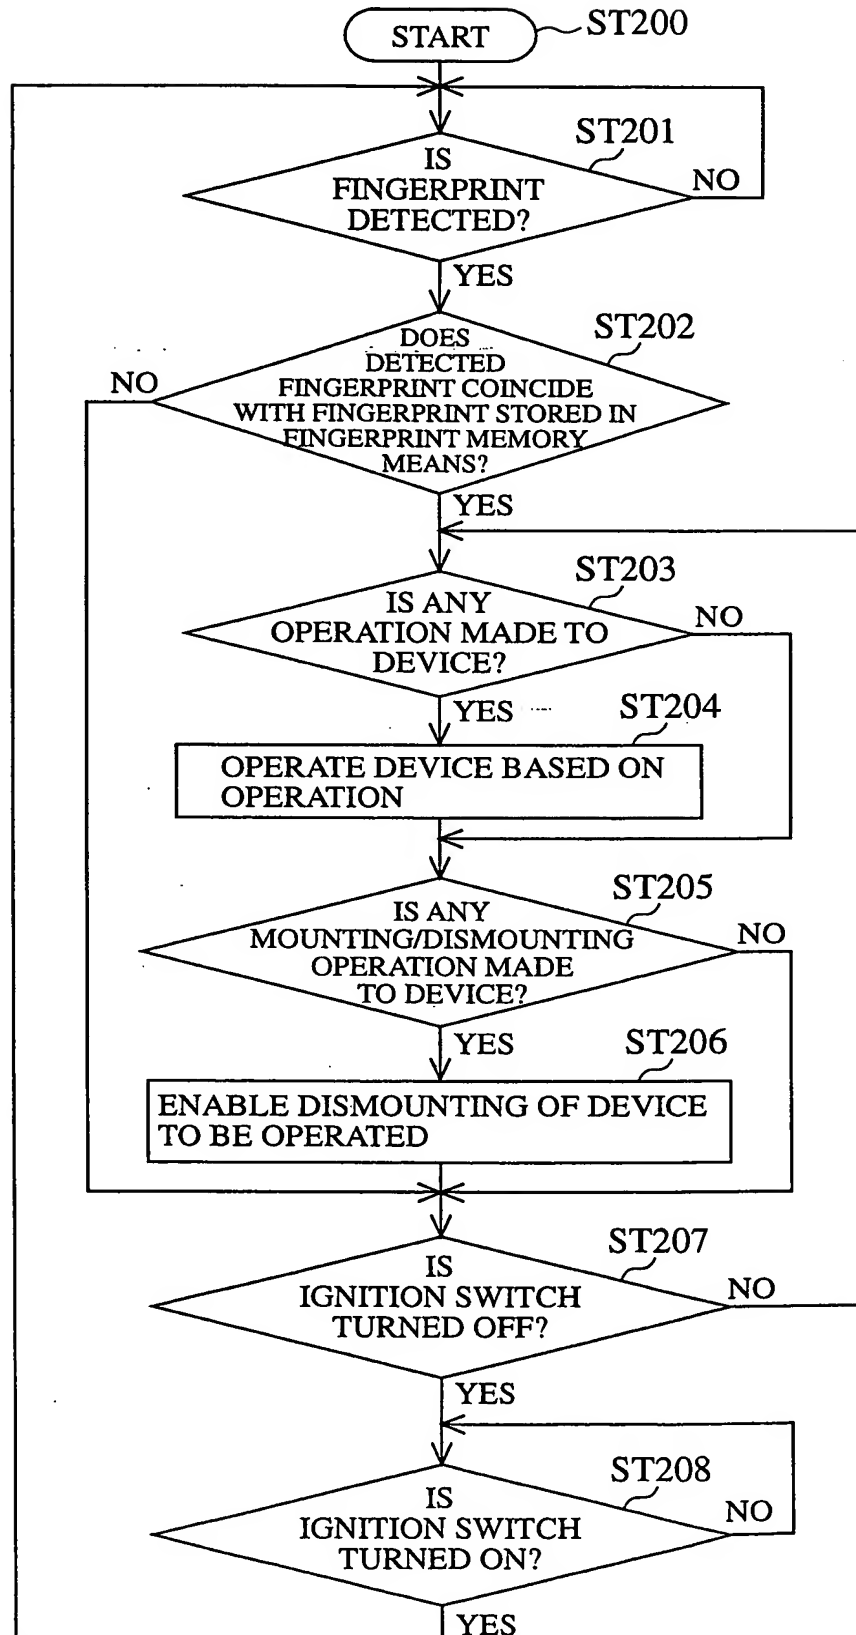 START
ST200
ST201
IS
FINGERPRINT
DETECTED?
NO
YES
ST202
DOES
DETECTED
FINGERPRINT COINCIDE
WITH FINGERPRINT STORED IN
FINGERPRINT MEMORY
MEANS?
NO
YES
ST203
IS ANY
OPERATION MADE TO
DEVICE?
NO
YES
ST204
OPERATE DEVICE BASED ON
OPERATION
ST205
IS ANY
MOUNTING/DISMOUNTING
OPERATION MADE
TO DEVICE?
NO
YES
ST206
ENABLE DISMOUNTING OF DEVICE
TO BE OPERATED
ST207
IS
IGNITION SWITCH
TURNED OFF?
NO
YES
ST208
IS
IGNITION SWITCH
TURNED ON?
NO
YES